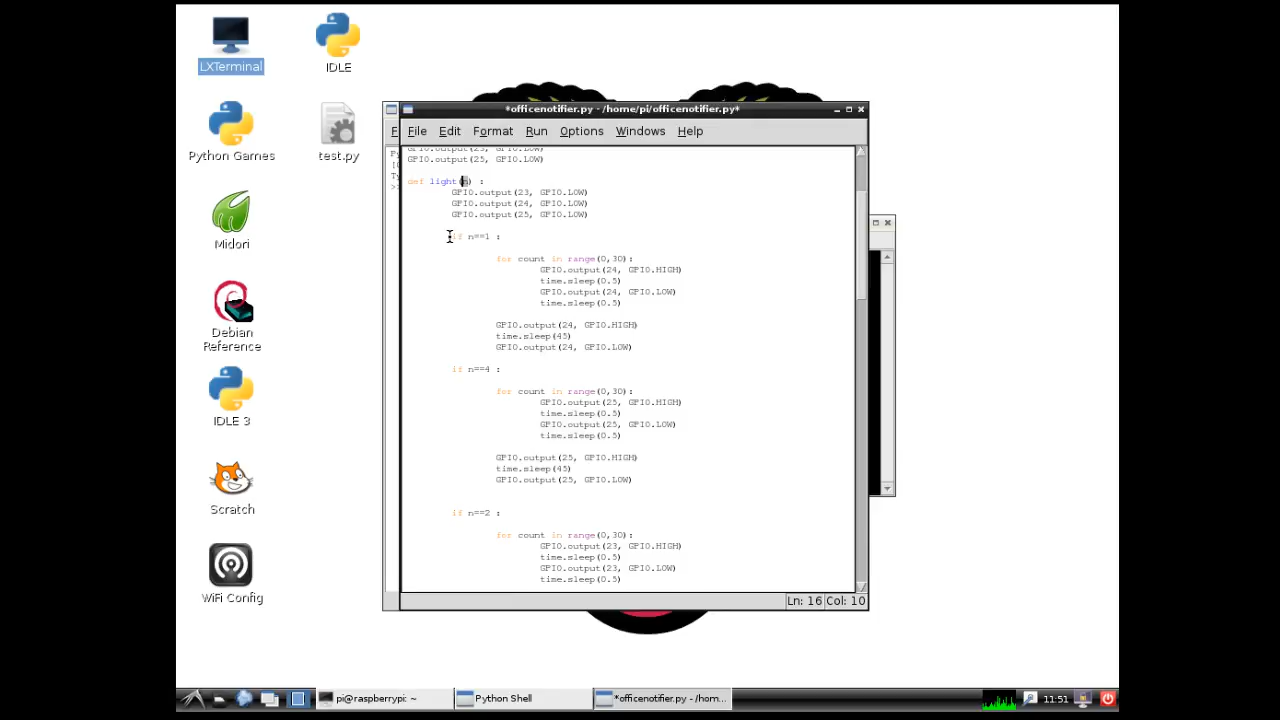 LXTerminal
IDLE
Python Games
test.py
Midori
Debian
Reference
IDLE 3
Scratch
WiFi Config
*officenotifier.py - /home/pi/officenotifier.py*
F
File Edit Format Run Options Windows Help
GPIO.output(23, GPIO.LOW)
GPIO.output(25, GPIO.LOW)
def light(n) :
GPIO.output(23, GPIO.LOW)
GPIO.output(24, GPIO.LOW)
GPIO.output(25, GPIO.LOW)
if n==1 :
for count in range(0,30):
GPIO.output(24, GPIO.HIGH)
time.sleep(0.5)
GPIO.output(24, GPIO.LOW)
time.sleep(0.5)
GPIO.output(24, GPIO.HIGH)
time.sleep(45)
GPIO.output(24, GPIO.LOW)
if n==4 :
for count in range(0,30):
GPIO.output(25, GPIO.HIGH)
time.sleep(0.5)
GPIO.output(25, GPIO.LOW)
time.sleep(0.5)
GPIO.output(25, GPIO.HIGH)
time.sleep(45)
GPIO.output(25, GPIO.LOW)
if n==2 :
for count in range(0,30):
GPIO.output(23, GPIO.HIGH)
time.sleep(0.5)
GPIO.output(23, GPIO.LOW)
time.sleep(0.5)
Ln: 16 Col: 10
pi@raspberrypi: ~
Python Shell
*officenotifier.py - /hom...
11:51